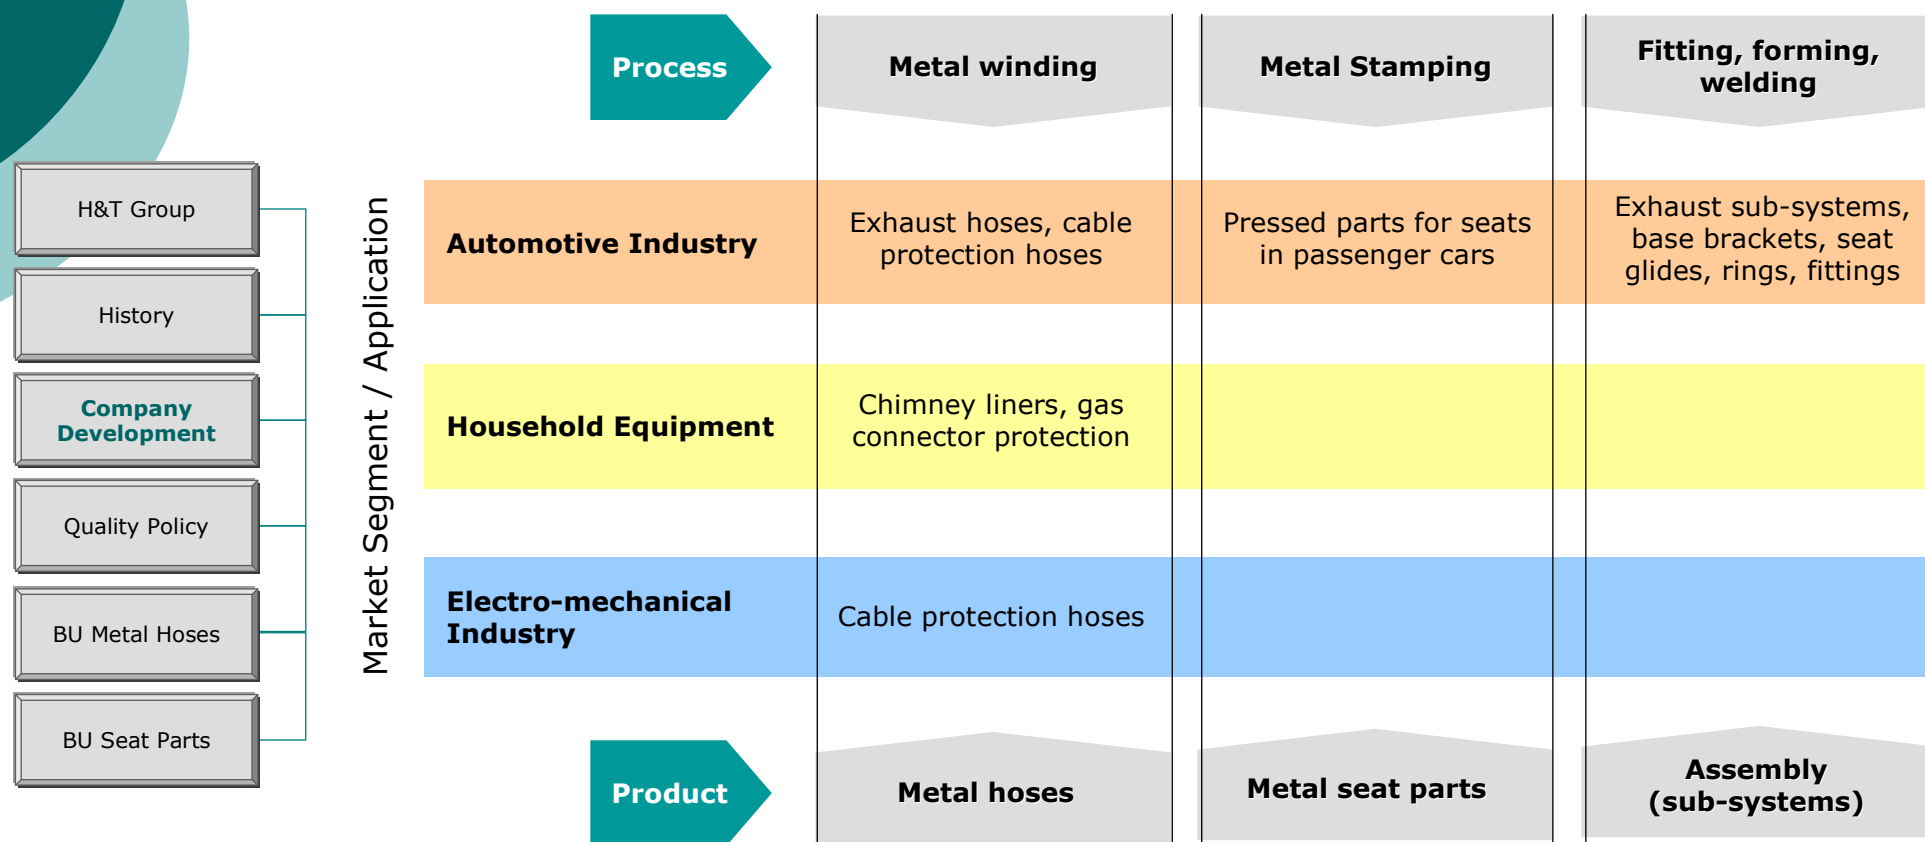 Process
Metal winding
Metal Stamping
Fitting, forming,
welding
H&T Group
History
Company
Development
Quality Policy
BU Metal Hoses
BU Seat Parts
Market Segment / Application
Automotive Industry
Exhaust hoses, cable
protection hoses
Pressed parts for seats
in passenger cars
Exhaust sub-systems,
base brackets, seat
glides, rings, fittings
Household Equipment
Chimney liners, gas
connector protection
Electro-mechanical
Industry
Cable protection hoses
Product
Metal hoses
Metal seat parts
Assembly
(sub-systems)